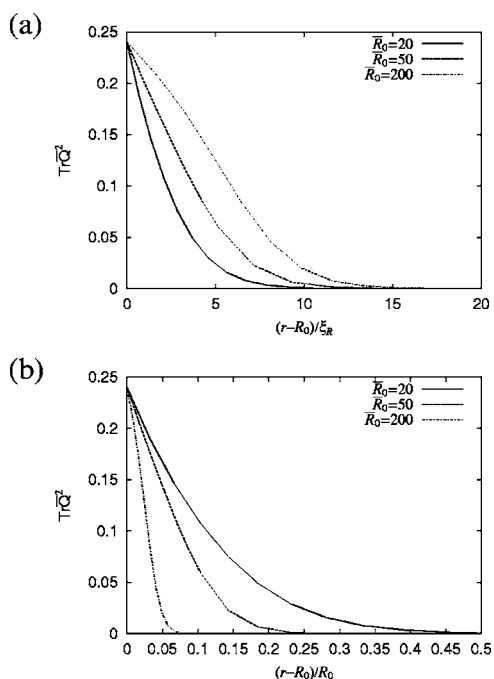 (a)
0.25
0.2
0.15
0.1
0.05
0
TrQ̄²
R̄₀=20
R̄₀=50
R̄₀=200
0 5 10 15 20
(r−R₀)/ξ_R
(b)
0.25
0.2
0.15
0.1
0.05
0
TrQ̄²
R̄₀=20
R̄₀=50
R̄₀=200
0 0.05 0.1 0.15 0.2 0.25 0.3 0.35 0.4 0.45 0.5
(r−R₀)/R₀